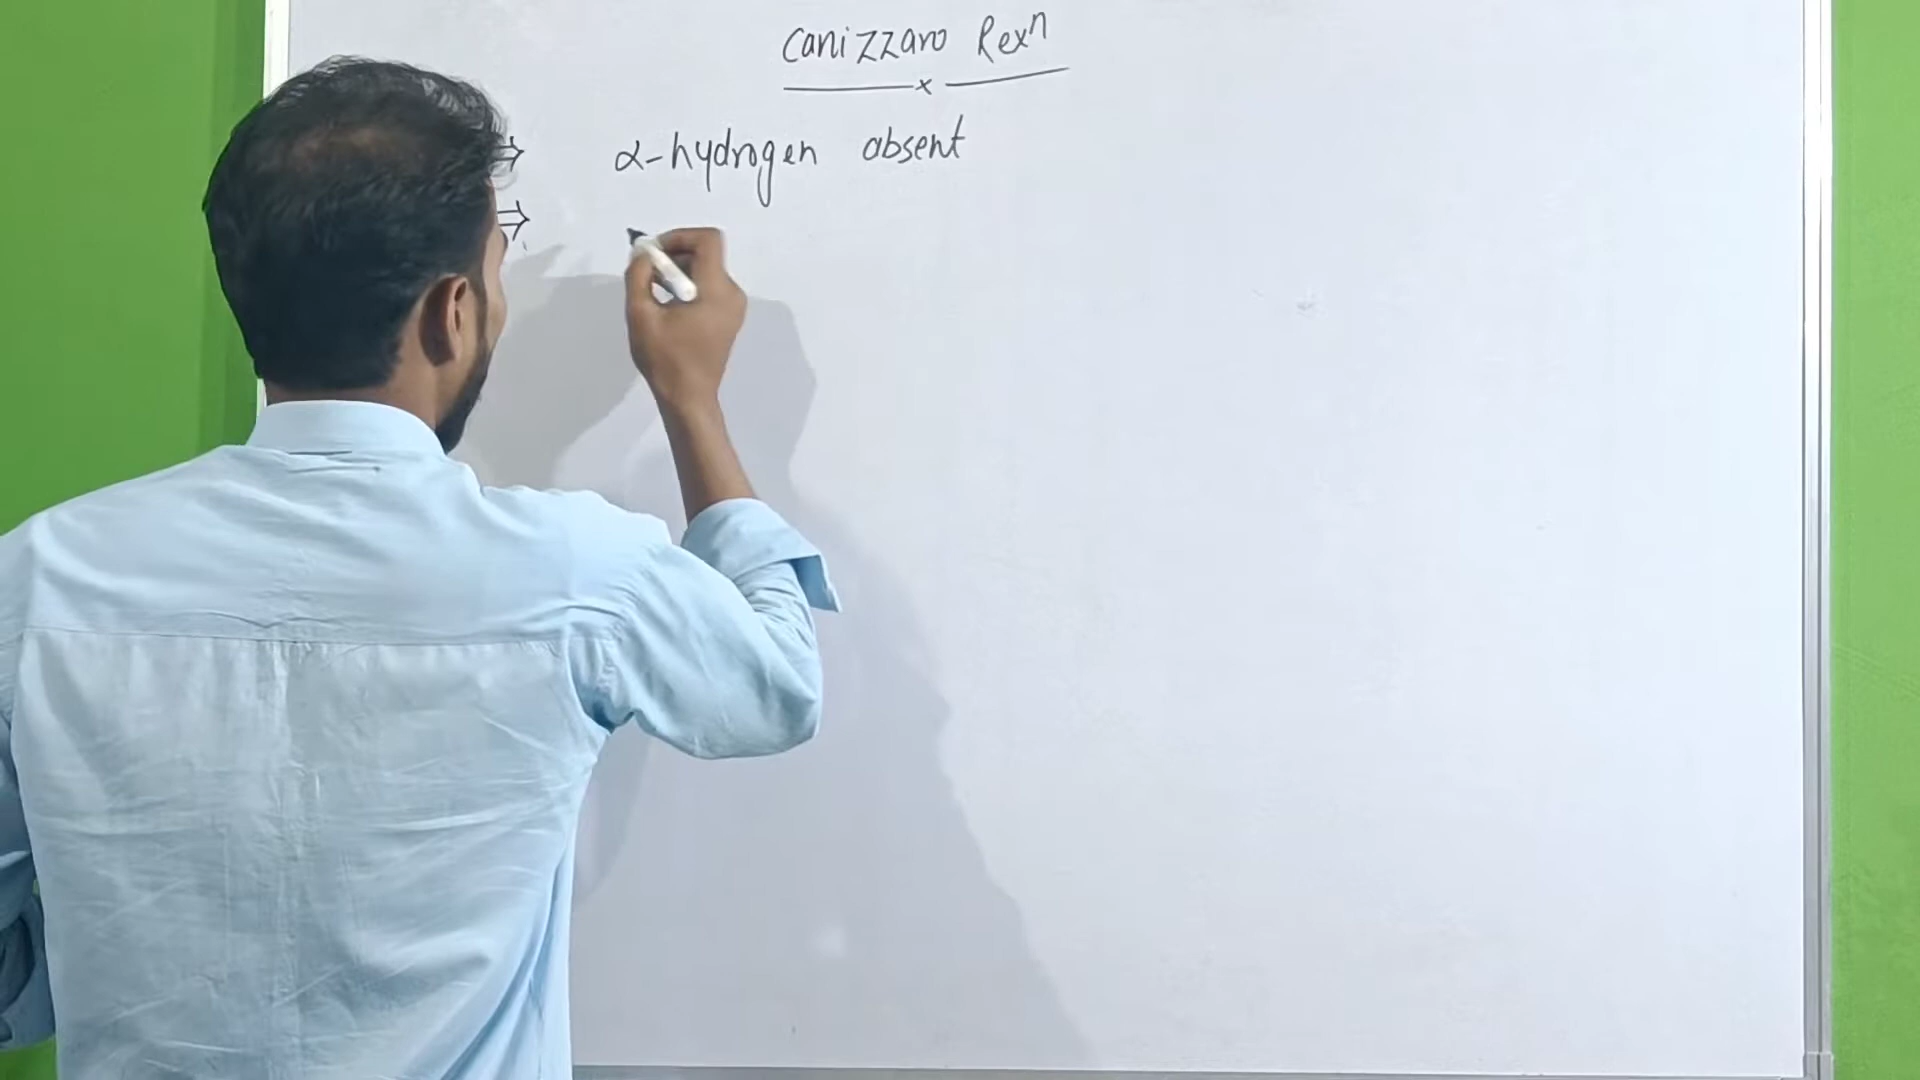 Canizzaro Rexⁿ
x
⇒ α-hydrogen absent
⇒